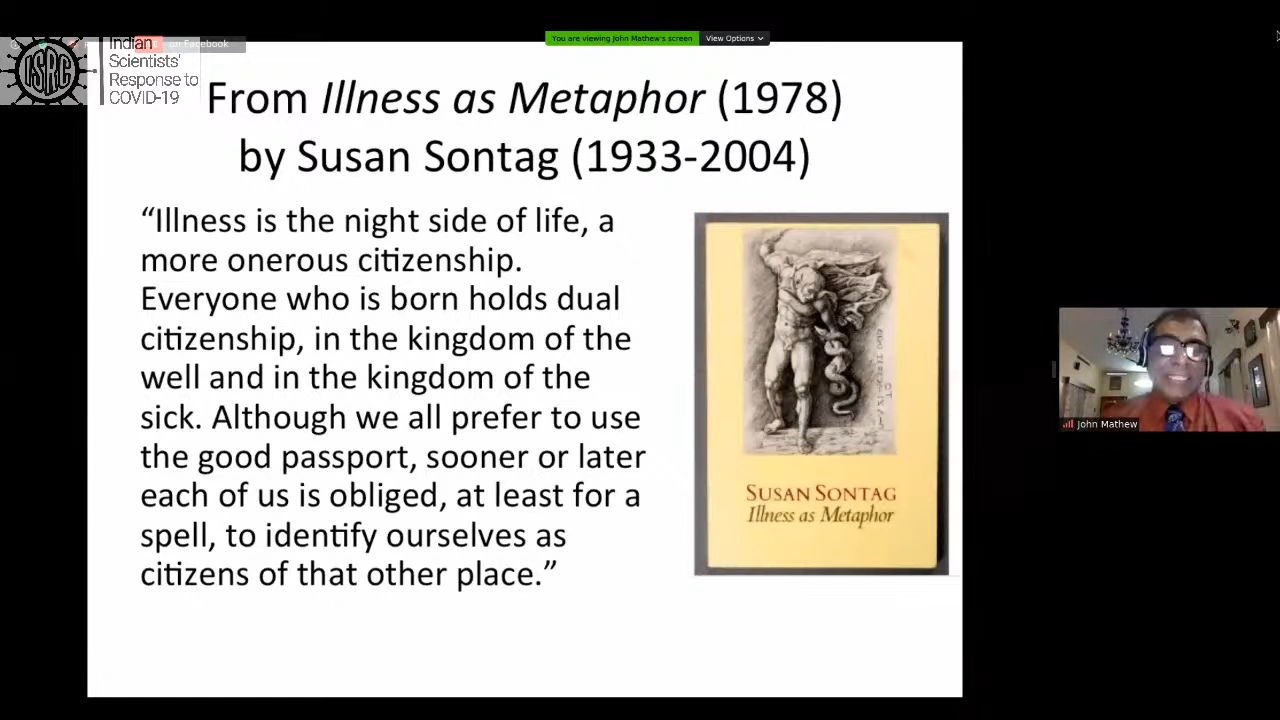 Indian
Scientists'
Response to
COVID-19
ISRC
on Facebook
You are viewing John Mathew's screen
View Options
From Illness as Metaphor (1978)
by Susan Sontag (1933-2004)
“Illness is the night side of life, a
more onerous citizenship.
Everyone who is born holds dual
citizenship, in the kingdom of the
well and in the kingdom of the
sick. Although we all prefer to use
the good passport, sooner or later
each of us is obliged, at least for a
spell, to identify ourselves as
citizens of that other place.”
SUSAN SONTAG
Illness as Metaphor
John Mathew